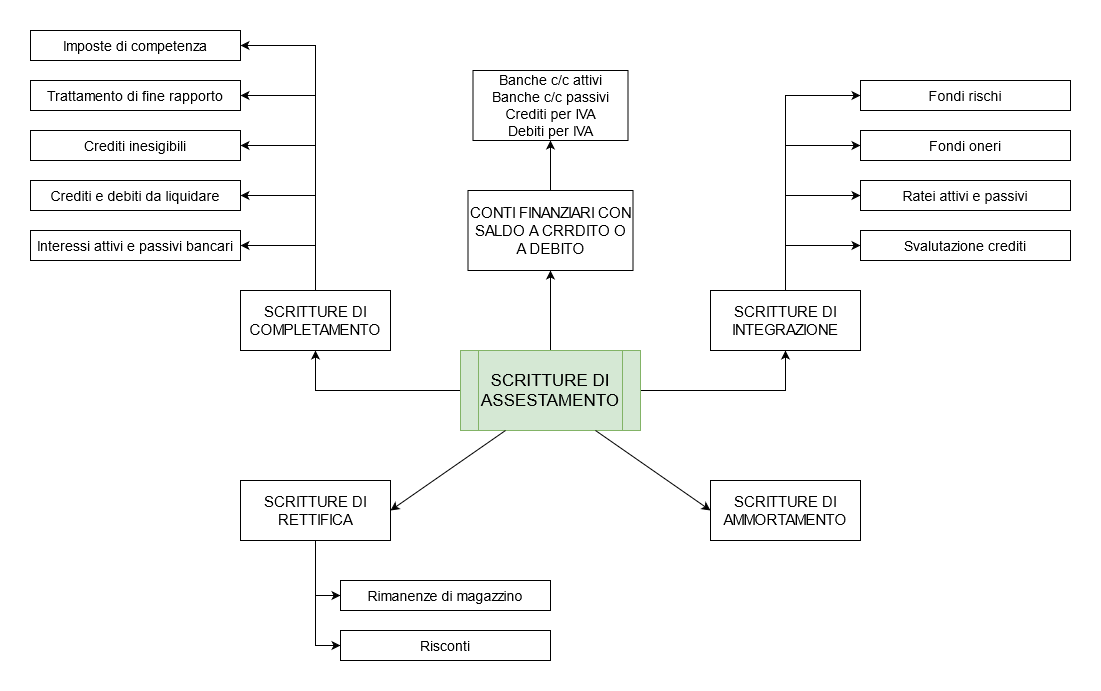 Imposte di competenza
Trattamento di fine rapporto
Crediti inesigibili
Crediti e debiti da liquidare
Interessi attivi e passivi bancari
SCRITTURE DI
COMPLETAMENTO
Banche c/c attivi
Banche c/c passivi
Crediti per IVA
Debiti per IVA
CONTI FINANZIARI CON
SALDO A CRRDITO O
A DEBITO
Fondi rischi
Fondi oneri
Ratei attivi e passivi
Svalutazione crediti
SCRITTURE DI
INTEGRAZIONE
SCRITTURE DI
ASSESTAMENTO
SCRITTURE DI
RETTIFICA
Rimanenze di magazzino
Risconti
SCRITTURE DI
AMMORTAMENTO